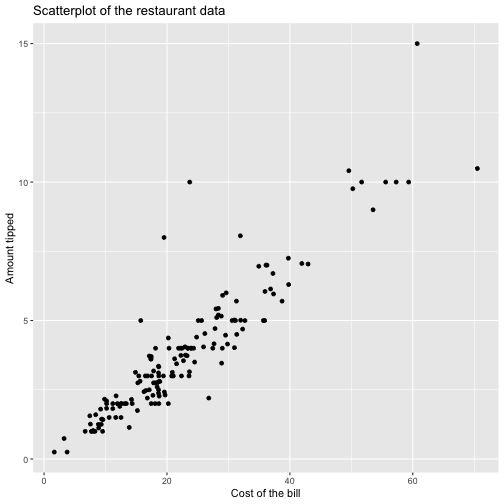 Scatterplot of the restaurant data
15
10
5
0
Amount tipped
0 20 40 60
Cost of the bill